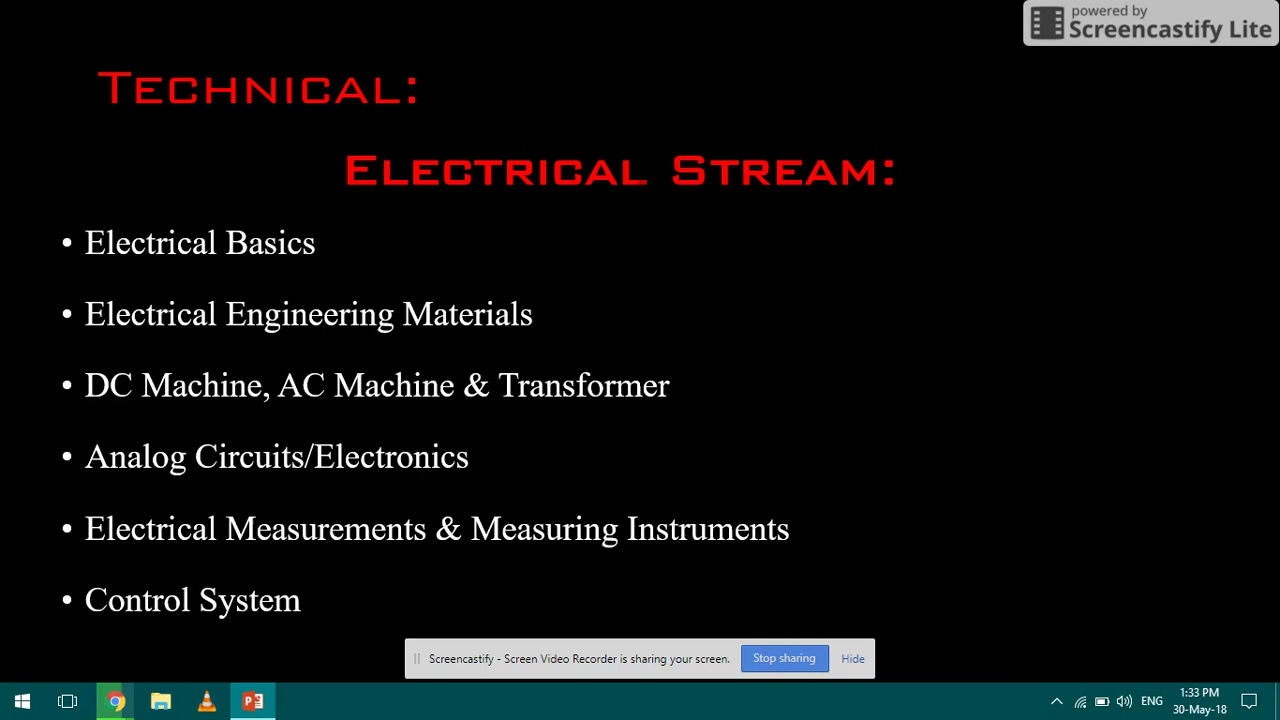 powered by
Screencastify Lite
Technical:
Electrical Stream:
• Electrical Basics
• Electrical Engineering Materials
• DC Machine, AC Machine & Transformer
• Analog Circuits/Electronics
• Electrical Measurements & Measuring Instruments
• Control System
Screencastify - Screen Video Recorder is sharing your screen. Stop sharing Hide
ENG
1:33 PM
30-May-18